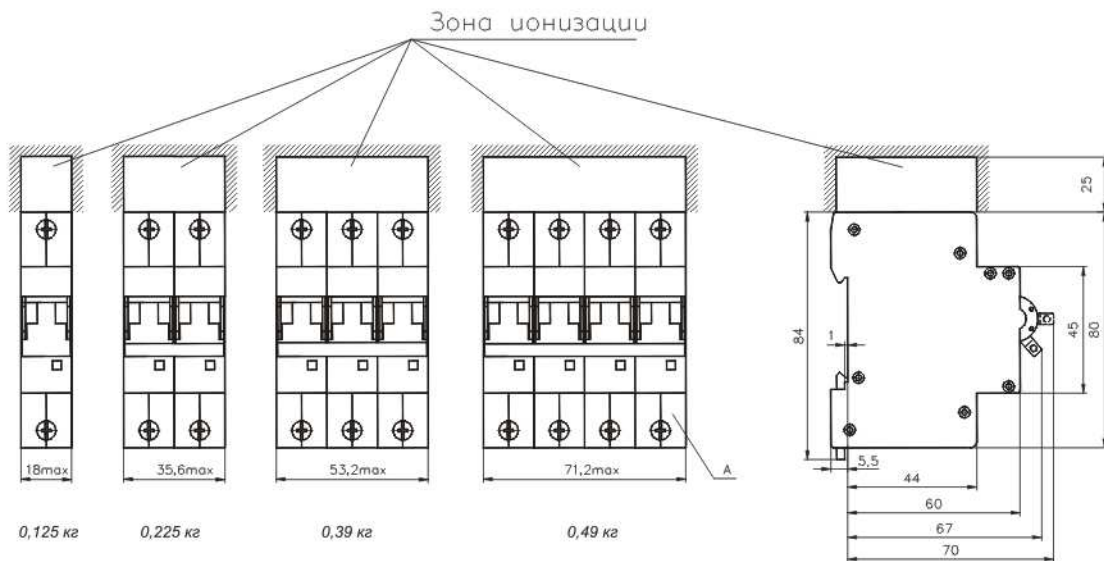 Зона ионизации
25
84
1
45
80
5,5
44
60
67
70
18max
35,6max
53,2max
71,2max
A
0,125 кг
0,225 кг
0,39 кг
0,49 кг